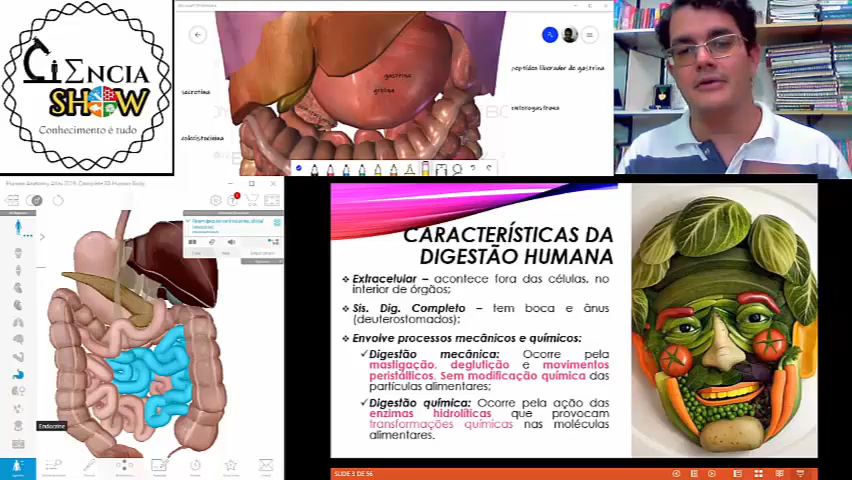 CiÊNCIA
SHOW
Conhecimento é tudo
gastrina
grelina
secretina
colecistocinina
peptídeo liberador de gastrina
enterogastrona
Endocrine
CARACTERÍSTICAS DA
DIGESTÃO HUMANA
❖ Extracelular – acontece fora das células, no
interior de órgãos;
❖ Sis. Dig. Completo – tem boca e ânus
(deuterostomados);
❖ Envolve processos mecânicos e químicos:
✓ Digestão mecânica: Ocorre pela
mastigação, deglutição e movimentos
peristálticos. Sem modificação química das
partículas alimentares;
✓ Digestão química: Ocorre pela ação das
enzimas hidrolíticas que provocam
transformações químicas nas moléculas
alimentares.
SLIDE 3 DE 56